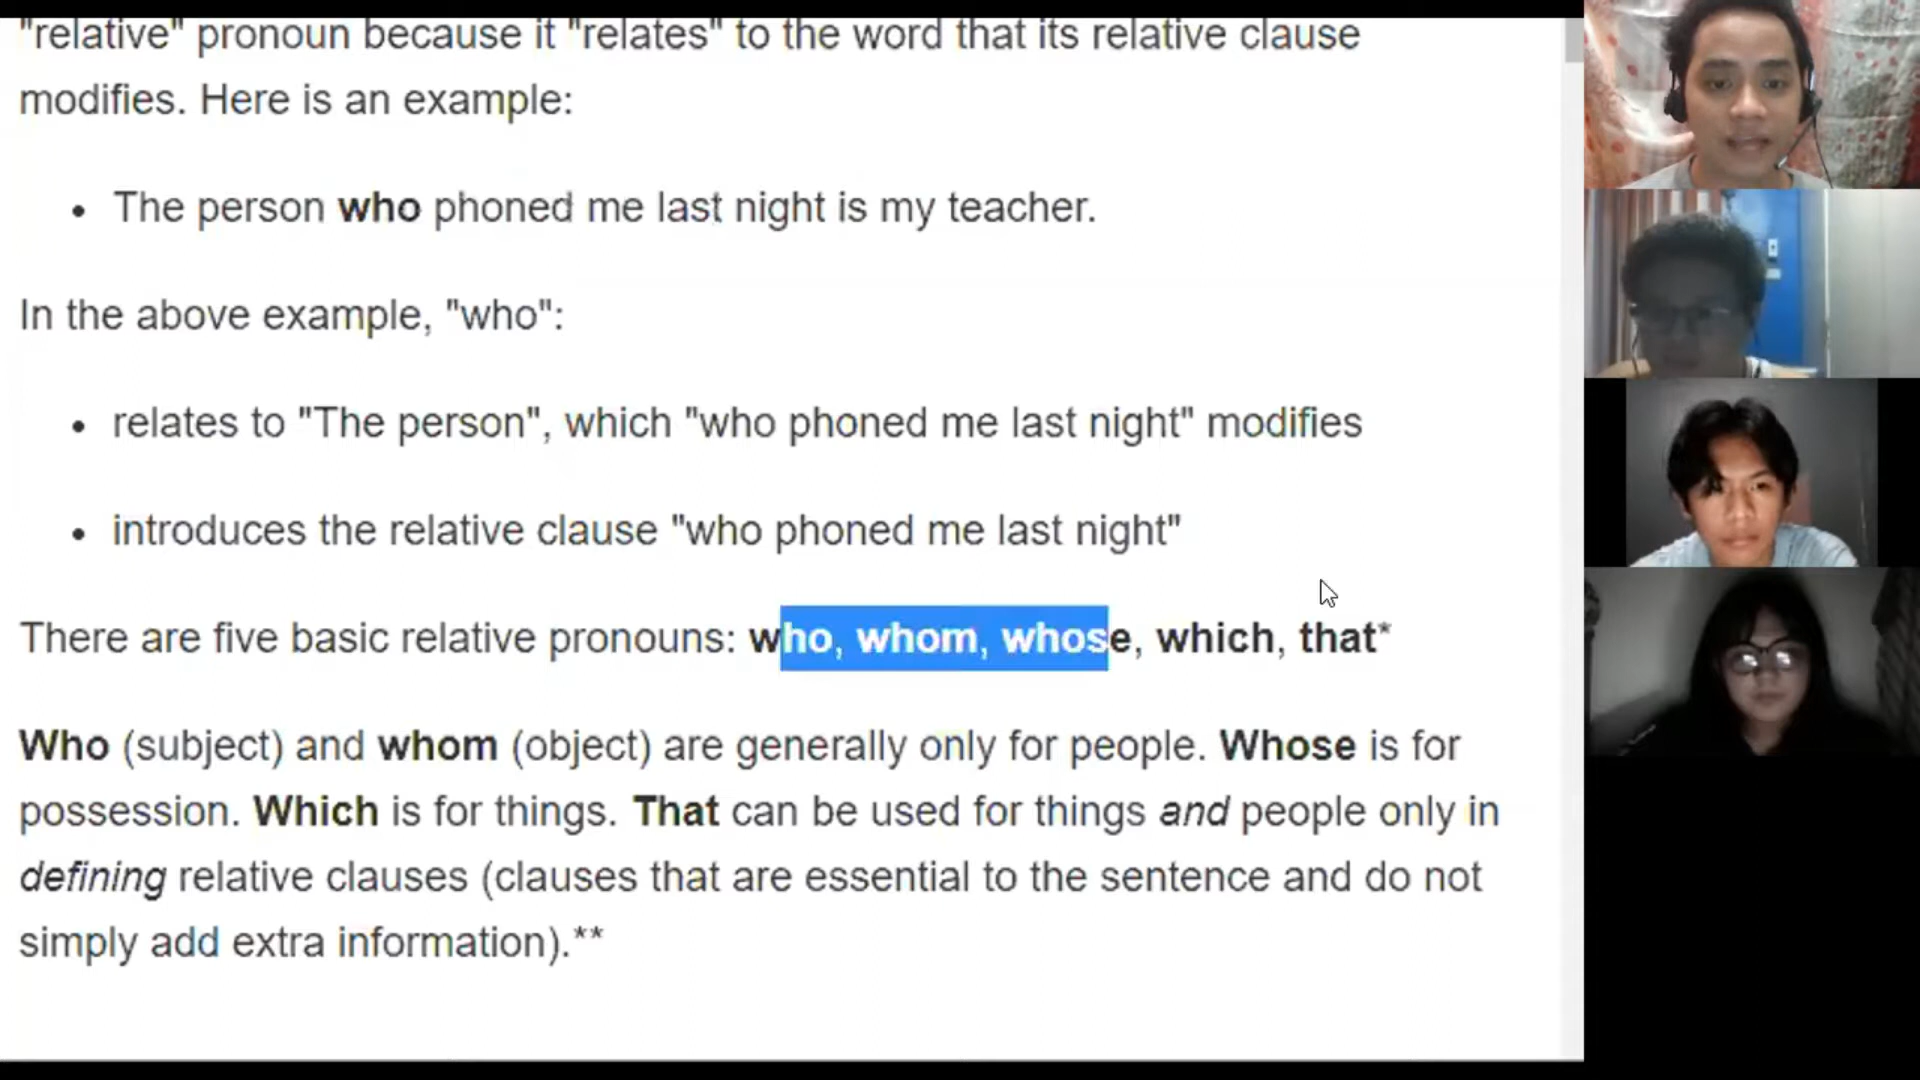 "relative" pronoun because it "relates" to the word that its relative clause
modifies. Here is an example:
• The person who phoned me last night is my teacher.
In the above example, "who":
• relates to "The person", which "who phoned me last night" modifies
• introduces the relative clause "who phoned me last night"
There are five basic relative pronouns: who, whom, whose, which, that*
Who (subject) and whom (object) are generally only for people. Whose is for
possession. Which is for things. That can be used for things and people only in
defining relative clauses (clauses that are essential to the sentence and do not
simply add extra information).**